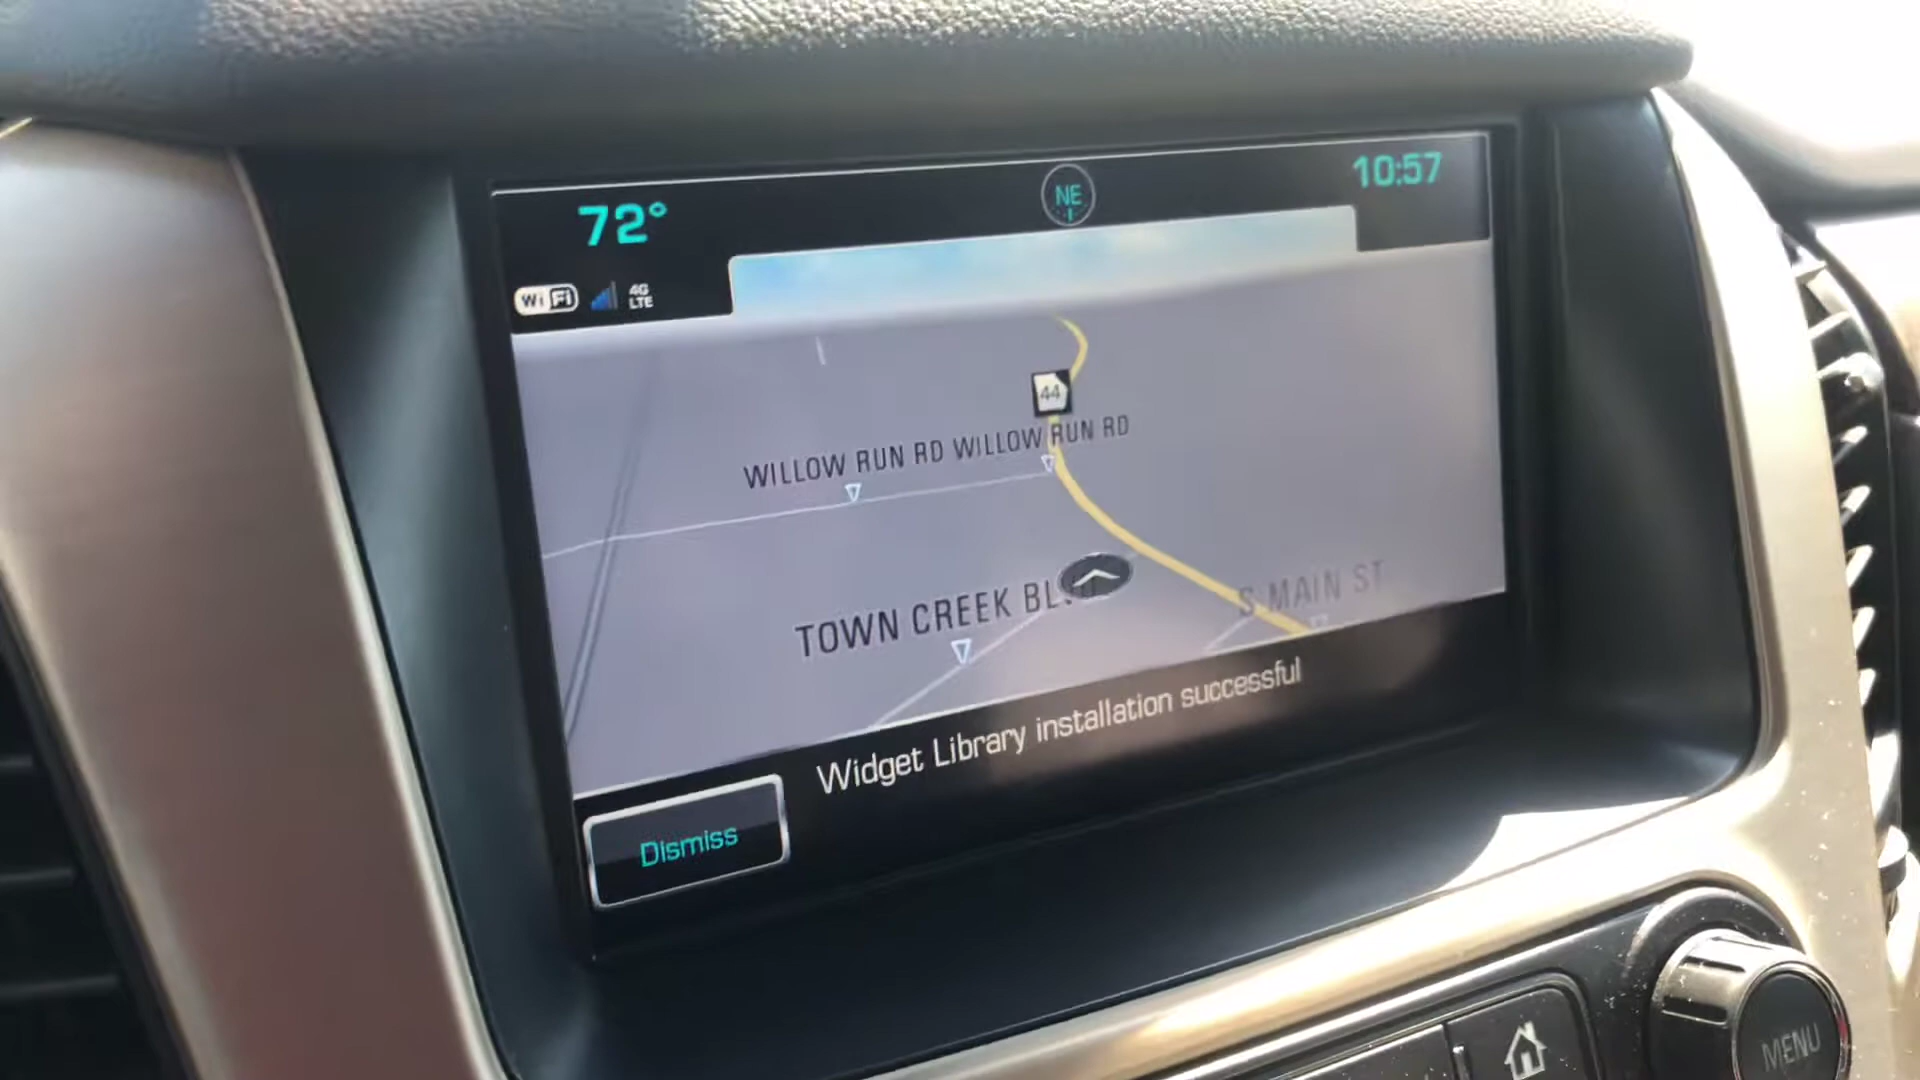 72°
NE
10:57
WiFi
4G
LTE
44
WILLOW RUN RD WILLOW RUN RD
TOWN CREEK
S MAIN ST
Widget Library installation successful
Dismiss
MENU